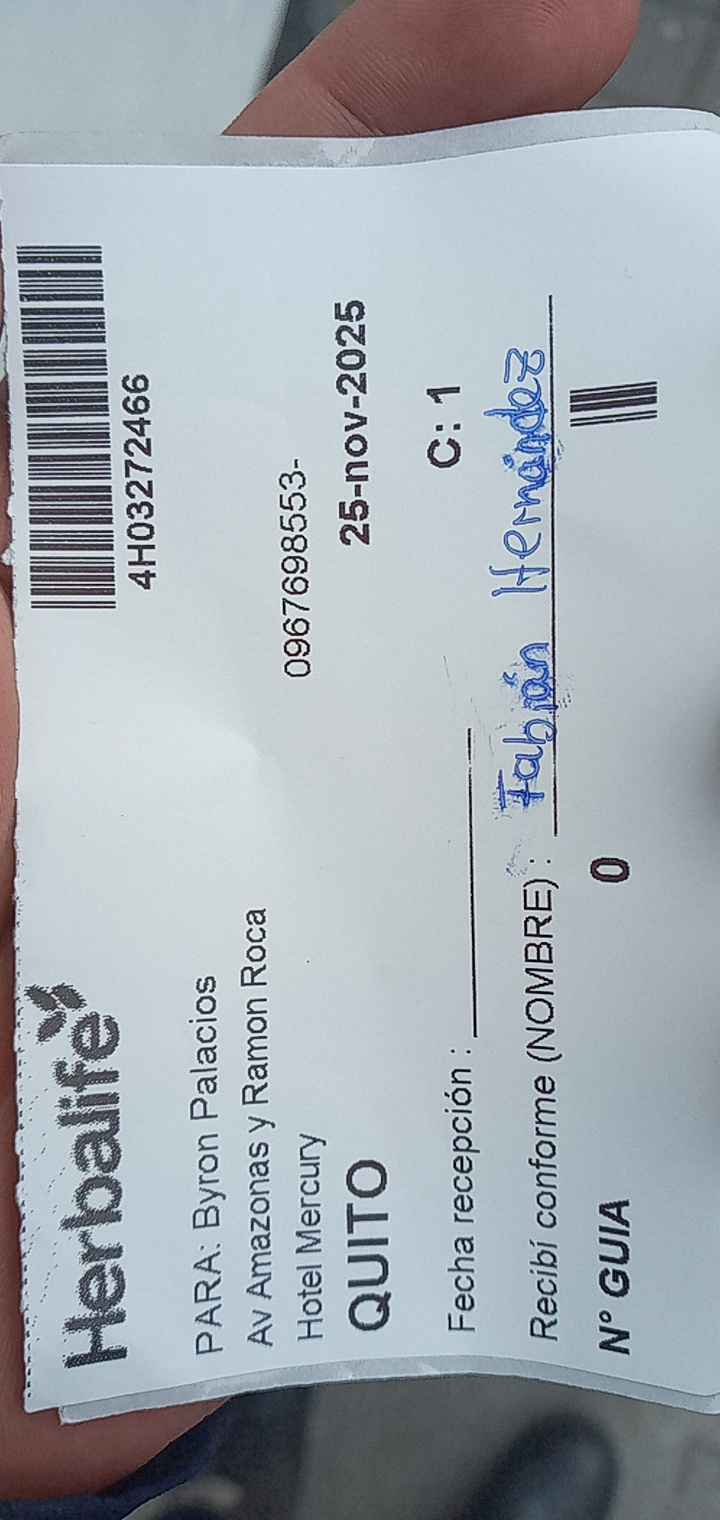 Herbalife
4H03272466
PARA: Byron Palacios
Av Amazonas y Ramon Roca
Hotel Mercury
0967698553-
QUITO
25-nov-2025
Fecha recepción :
C: 1
Recibí conforme (NOMBRE) : Fabián Hernández
N° GUIA 0